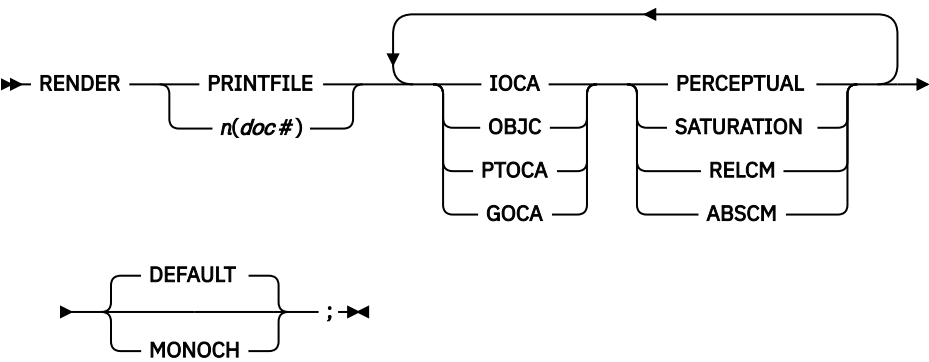 RENDER PRINTFILE IOCA PERCEPTUAL
n(doc#) OBJC SATURATION
PTOCA RELCM
GOCA ABSCM
DEFAULT
;
MONOCH